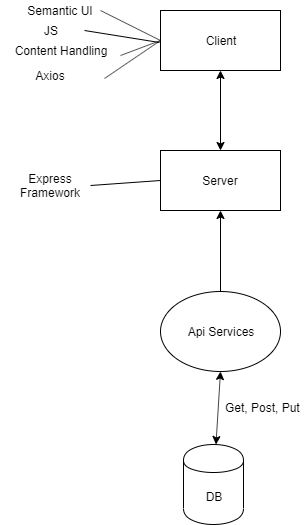 Semantic UI
JS
Content Handling
Axios
Client
Express
Framework
Server
Api Services
Get, Post, Put
DB